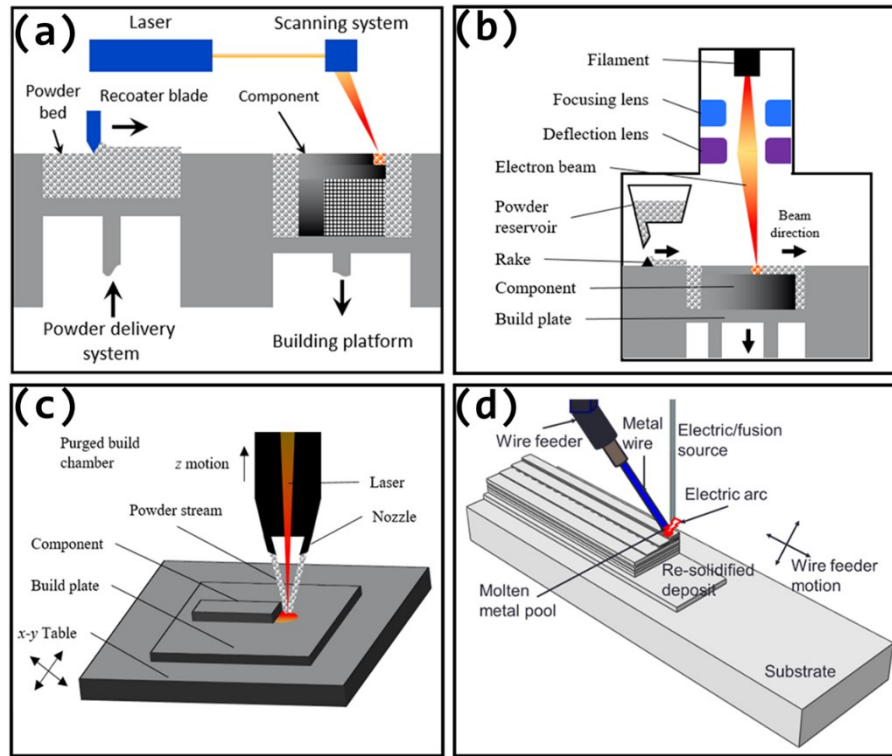 (a)
Laser
Scanning system
Powder
bed
Recoater blade
Component
Powder delivery
system
Building platform
(b)
Filament
Focusing lens
Deflection lens
Electron beam
Powder
reservoir
Beam
direction
Rake
Component
Build plate
(c)
Purged build
chamber
z motion
Laser
Powder stream
Nozzle
Component
Build plate
x-y Table
(d)
Wire feeder
Metal
wire
Electric/fusion
source
Electric arc
Re-solidified
deposit
Wire feeder
motion
Molten
metal pool
Substrate